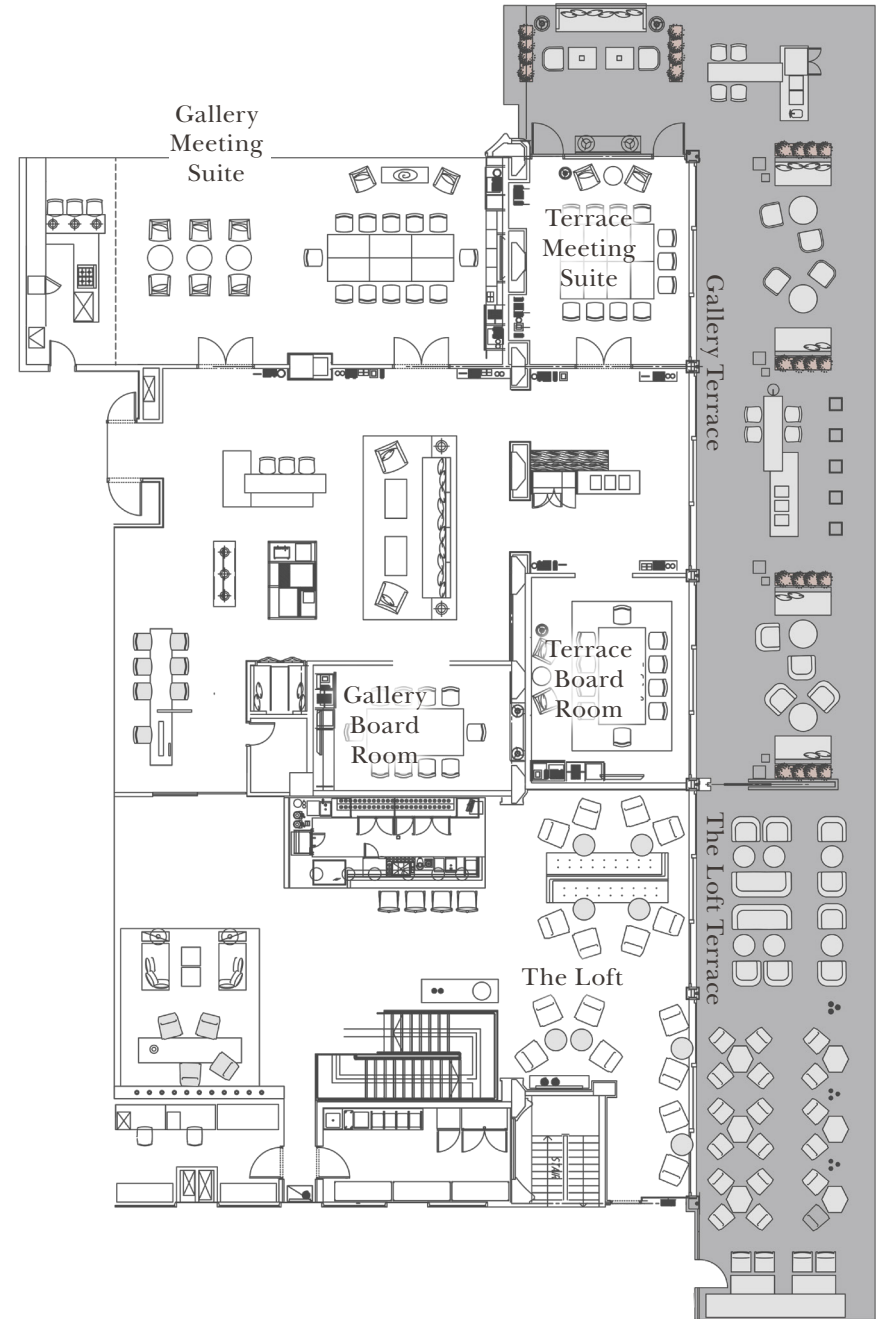 Gallery
Meeting
Suite
Terrace
Meeting
Suite
Gallery Terrace
Terrace
Board
Room
Gallery
Board
Room
The Loft Terrace
The Loft
STAIR